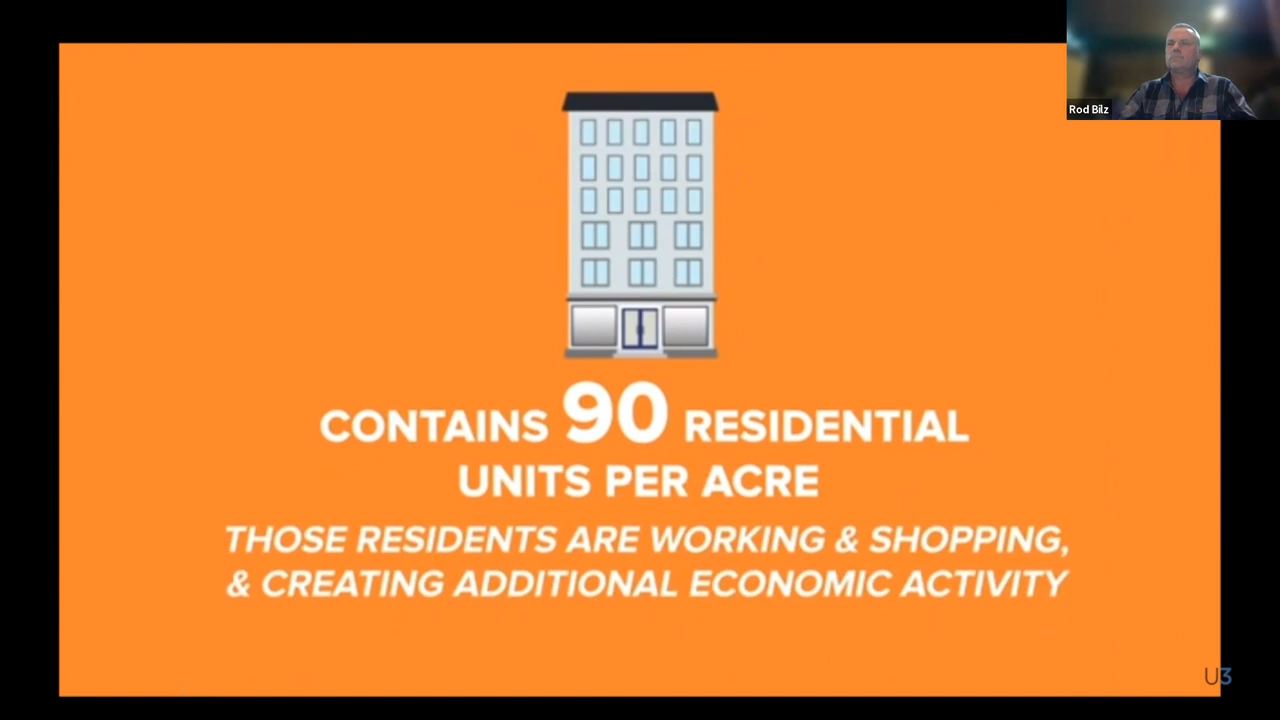 Rod Bilz
CONTAINS 90 RESIDENTIAL
UNITS PER ACRE
THOSE RESIDENTS ARE WORKING & SHOPPING,
& CREATING ADDITIONAL ECONOMIC ACTIVITY
U3